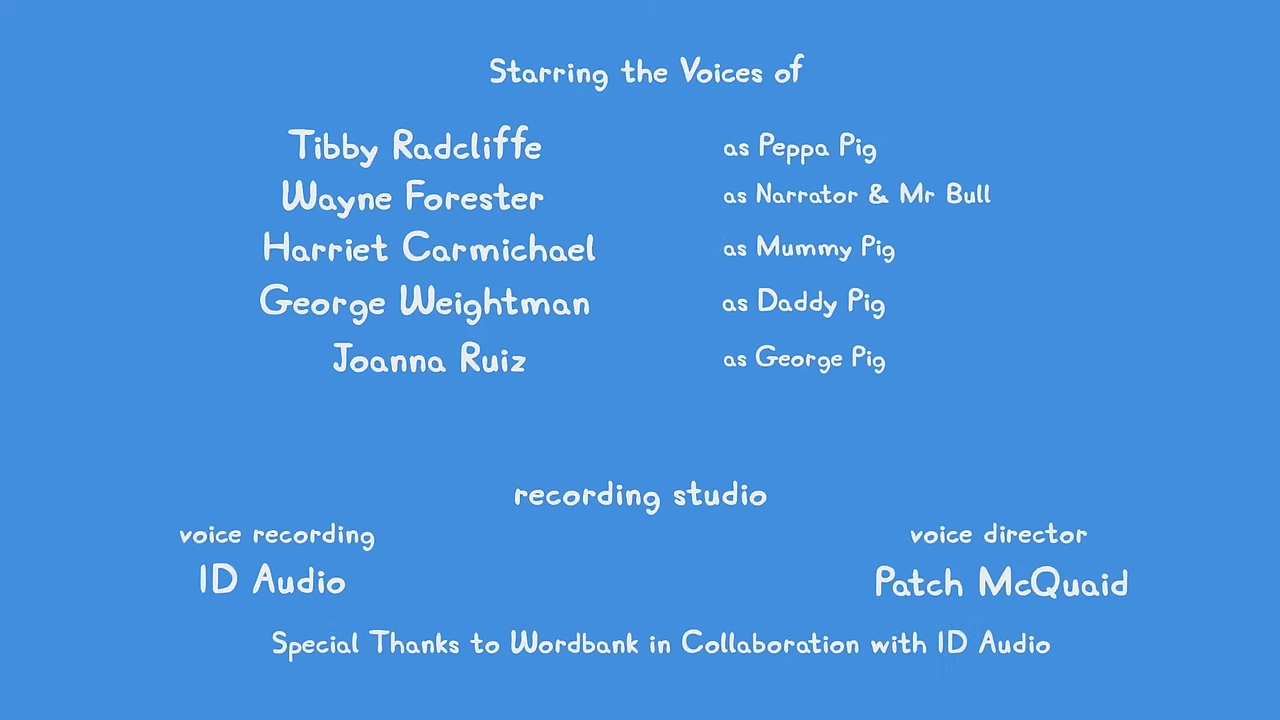 Starring the Voices of
Tibby Radcliffe as Peppa Pig
Wayne Forester as Narrator & Mr Bull
Harriet Carmichael as Mummy Pig
George Weightman as Daddy Pig
Joanna Ruiz as George Pig
recording studio
voice recording voice director
ID Audio Patch McQuaid
Special Thanks to Wordbank in Collaboration with ID Audio